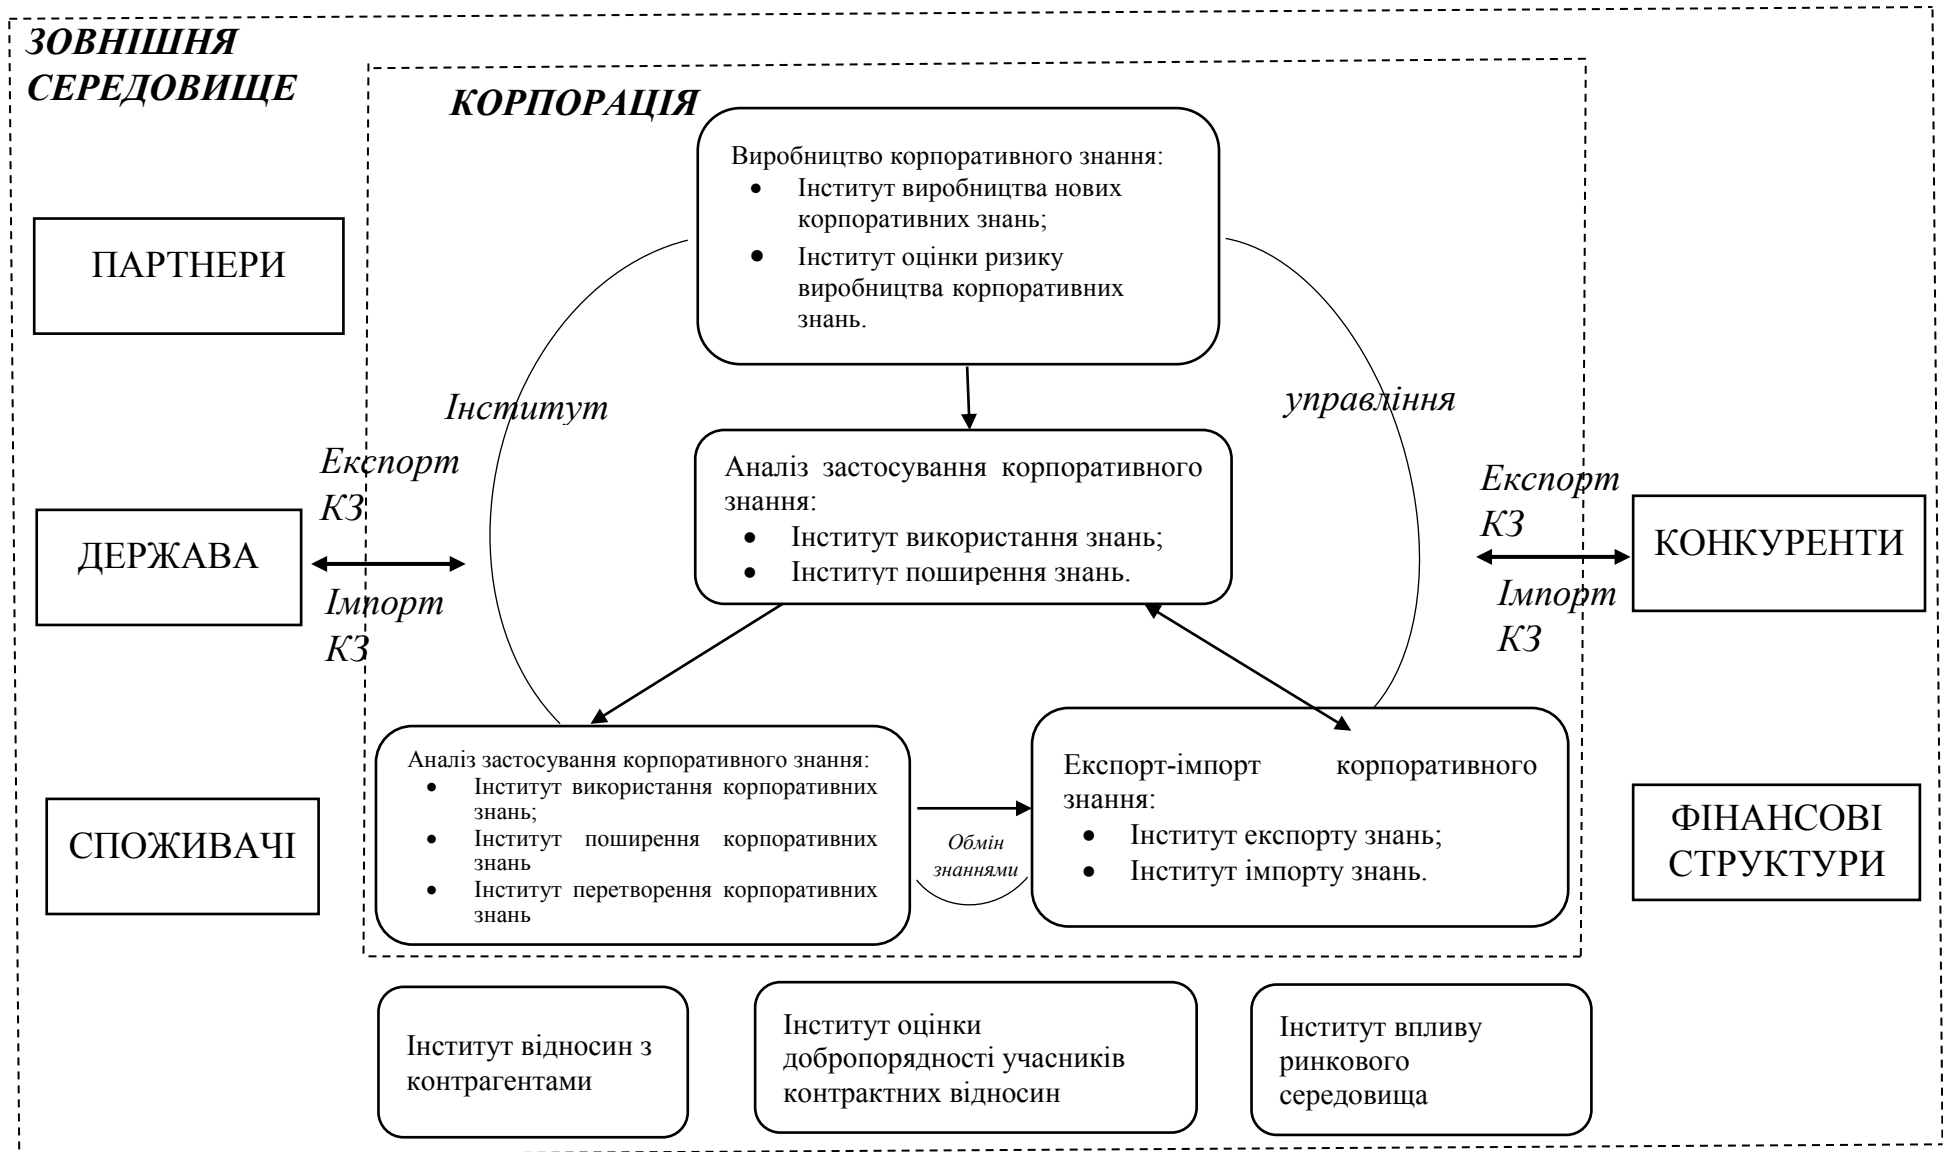 ЗОВНІШНЯ
СЕРЕДОВИЩЕ
КОРПОРАЦІЯ
Виробництво корпоративного знання:
• Інститут виробництва нових
корпоративних знань;
• Інститут оцінки ризику
виробництва корпоративних
знань.
ПАРТНЕРИ
Інститут
управління
Експорт
КЗ
Імпорт
КЗ
ДЕРЖАВА
Аналіз застосування корпоративного
знання:
• Інститут використання знань;
• Інститут поширення знань.
Експорт
КЗ
Імпорт
КЗ
КОНКУРЕНТИ
СПОЖИВАЧІ
Аналіз застосування корпоративного знання:
• Інститут використання корпоративних
знань;
• Інститут поширення корпоративних
знань
• Інститут перетворення корпоративних
знань
Обмін
знаннями
Експорт-імпорт корпоративного
знання:
• Інститут експорту знань;
• Інститут імпорту знань.
ФІНАНСОВІ
СТРУКТУРИ
Інститут відносин з
контрагентами
Інститут оцінки
добропорядності учасників
контрактних відносин
Інститут впливу
ринкового
середовища